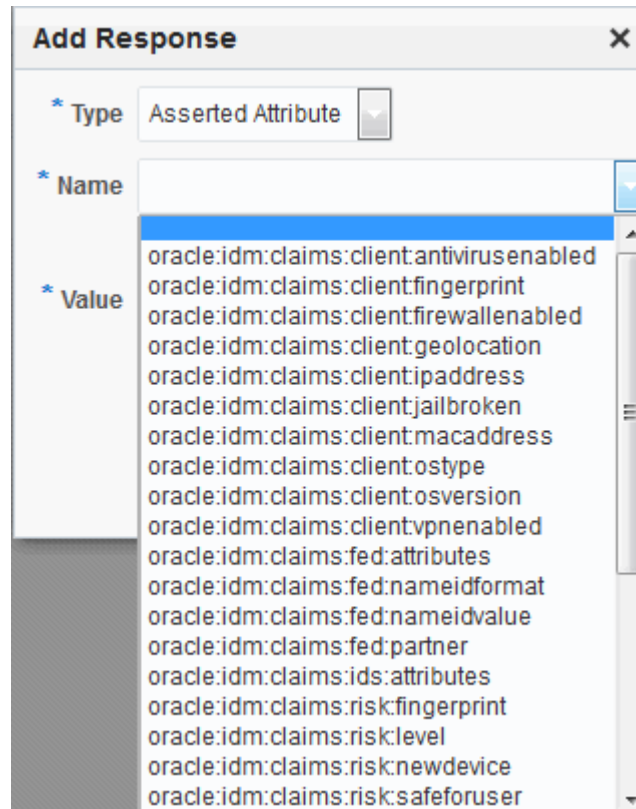 Add Response
* Type Asserted Attribute
* Name
oracle:idm:claims:client:antivirusenabled
oracle:idm:claims:client:fingerprint
* Value
oracle:idm:claims:client:firewallenabled
oracle:idm:claims:client:geolocation
oracle:idm:claims:client:ipaddress
oracle:idm:claims:client:jailbroken
oracle:idm:claims:client:macaddress
oracle:idm:claims:client:ostype
oracle:idm:claims:client:osversion
oracle:idm:claims:client:vpnenabled
oracle:idm:claims:fed:attributes
oracle:idm:claims:fed:nameidformat
oracle:idm:claims:fed:nameidvalue
oracle:idm:claims:fed:partner
oracle:idm:claims:ids:attributes
oracle:idm:claims:risk:fingerprint
oracle:idm:claims:risk:level
oracle:idm:claims:risk:newdevice
oracle:idm:claims:risk:safeforuser